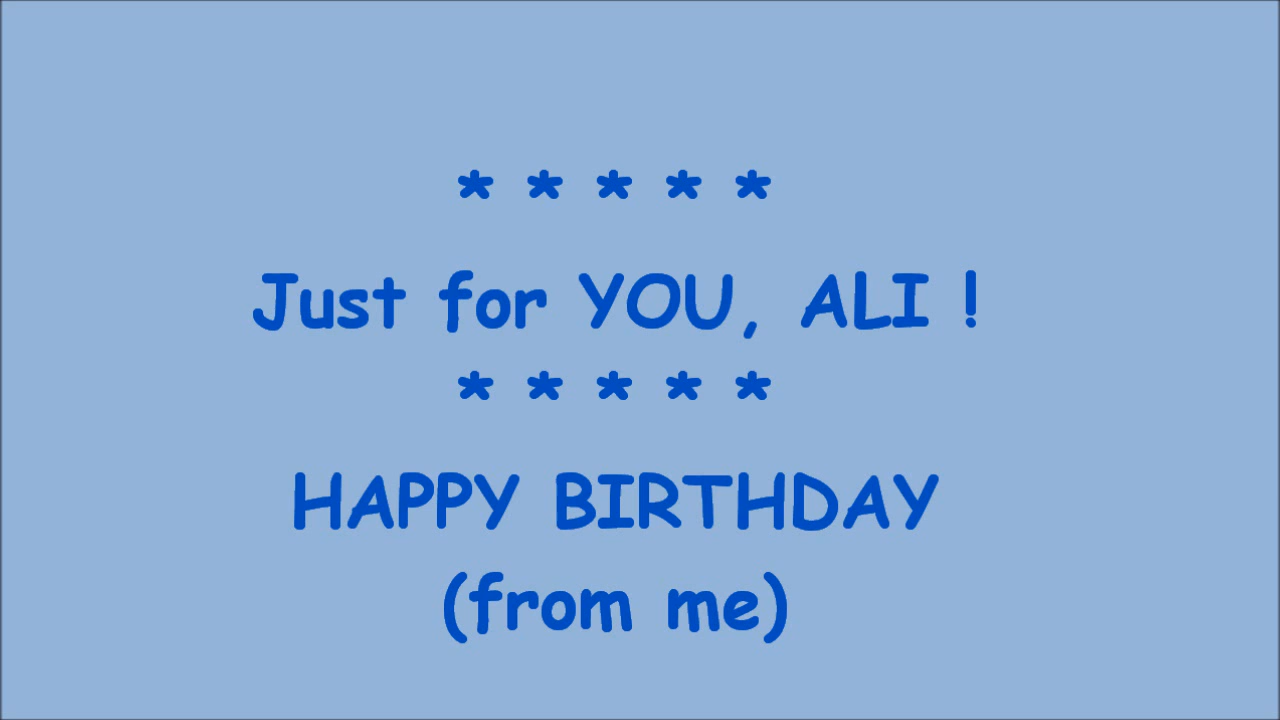 * * * * *
Just for YOU, ALI !
* * * * *
HAPPY BIRTHDAY
(from me)